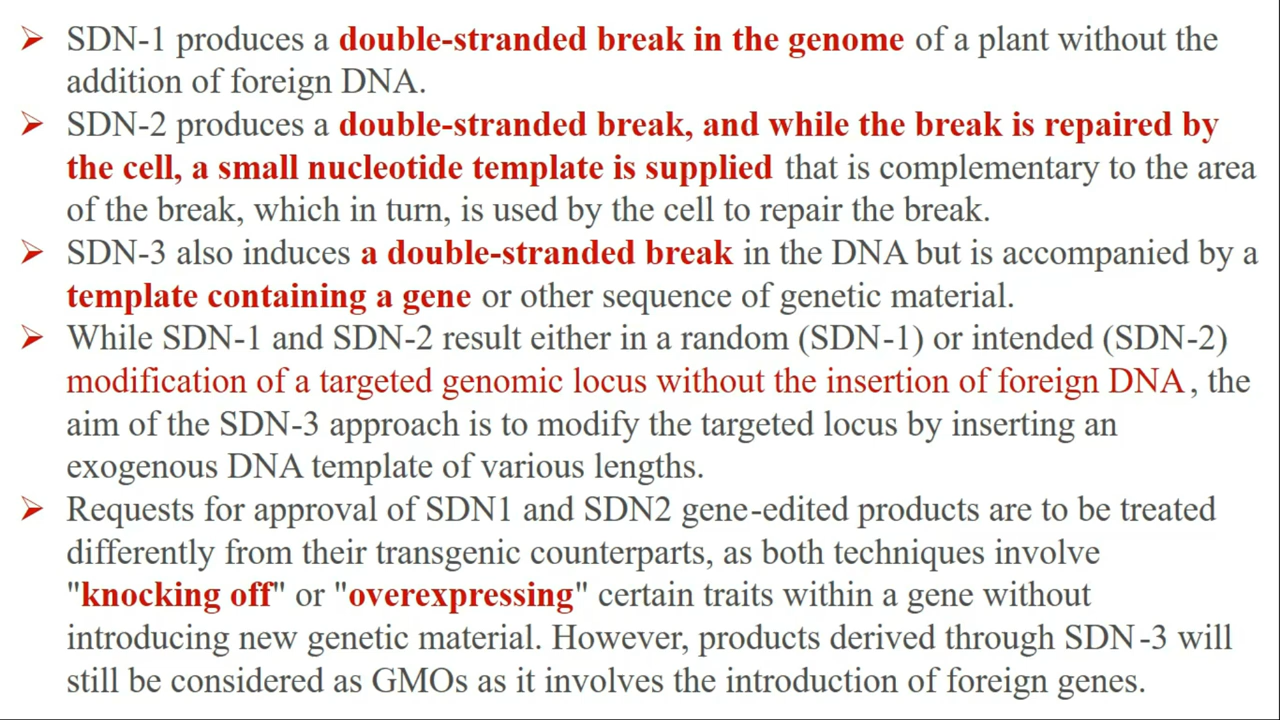 ➢ SDN-1 produces a double-stranded break in the genome of a plant without the
addition of foreign DNA.
➢ SDN-2 produces a double-stranded break, and while the break is repaired by
the cell, a small nucleotide template is supplied that is complementary to the area
of the break, which in turn, is used by the cell to repair the break.
➢ SDN-3 also induces a double-stranded break in the DNA but is accompanied by a
template containing a gene or other sequence of genetic material.
➢ While SDN-1 and SDN-2 result either in a random (SDN-1) or intended (SDN-2)
modification of a targeted genomic locus without the insertion of foreign DNA, the
aim of the SDN-3 approach is to modify the targeted locus by inserting an
exogenous DNA template of various lengths.
➢ Requests for approval of SDN1 and SDN2 gene-edited products are to be treated
differently from their transgenic counterparts, as both techniques involve
"knocking off" or "overexpressing" certain traits within a gene without
introducing new genetic material. However, products derived through SDN-3 will
still be considered as GMOs as it involves the introduction of foreign genes.